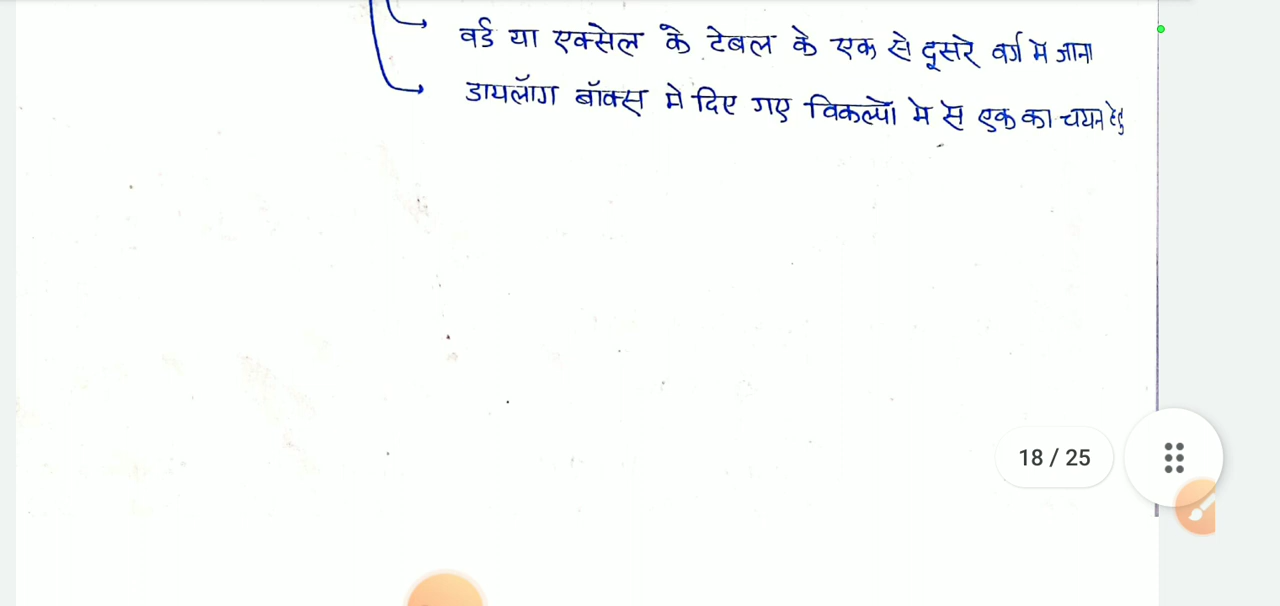 वर्ड या एक्सेल के टेबल के एक से दूसरे वर्ग मे जाना
डायलॉग बॉक्स मे दिए गए विकल्पों मे से एक का चयन हेतु
18 / 25